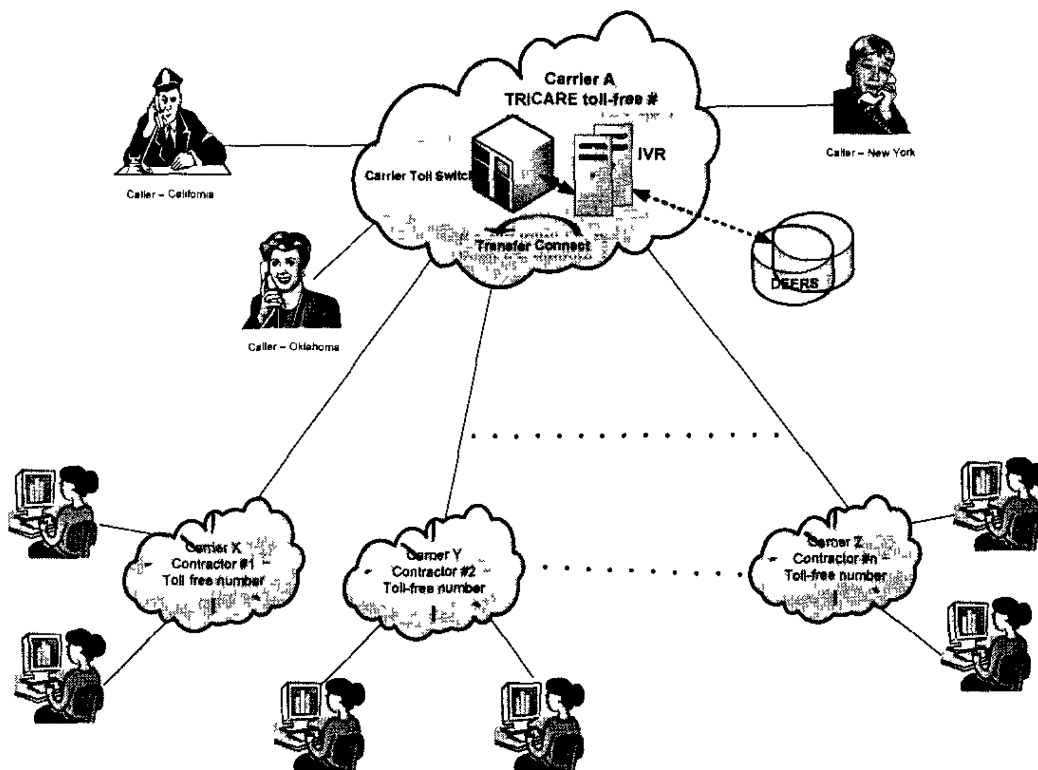 Carrier A
TRICARE toll-free #
IVR
Carrier Toll Switch
Transfer Connect
DEERS
Caller – California
Caller – New York
Caller – Oklahoma
Carrier X
Contractor #1
Toll free number
Carrier Y
Contractor #2
Toll-free number
Carrier Z
Contractor #n
Toll-free number